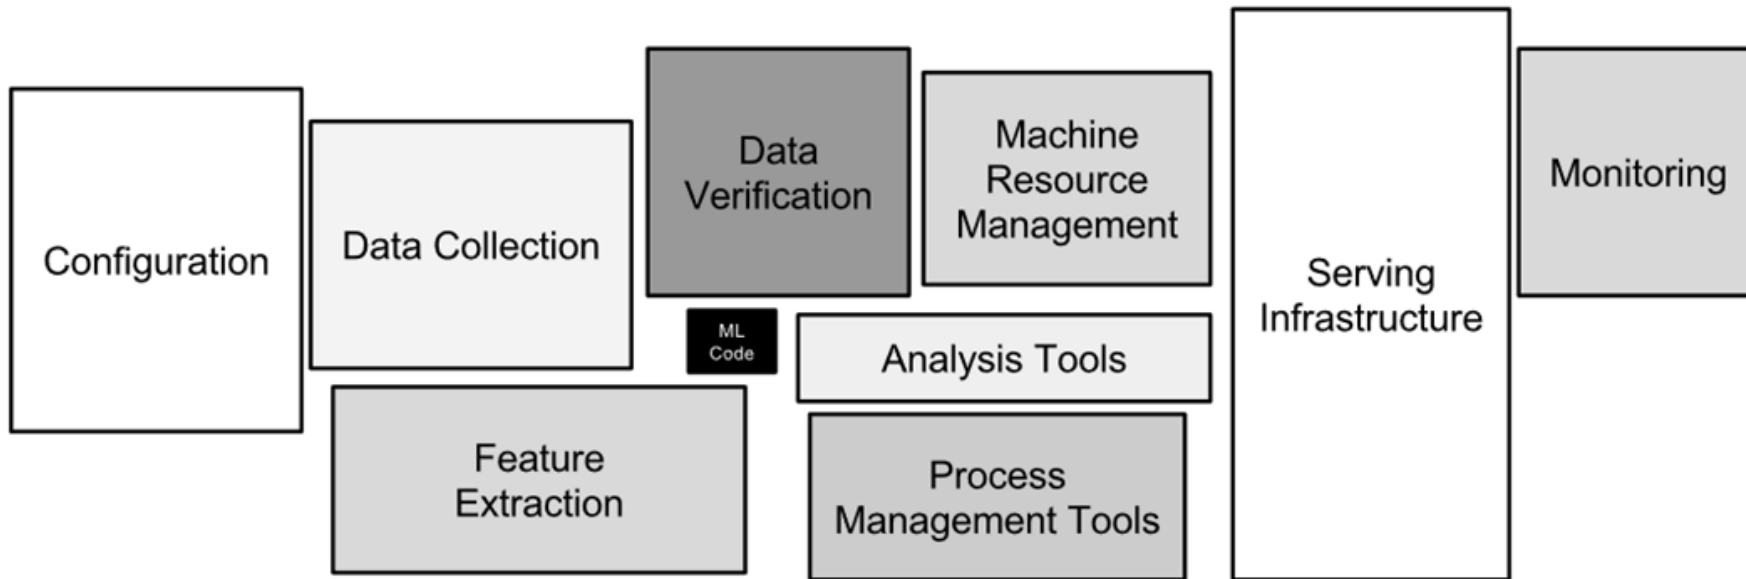 Configuration
Data Collection
Data
Verification
Machine
Resource
Management
Monitoring
Serving
Infrastructure
ML
Code
Analysis Tools
Feature
Extraction
Process
Management Tools